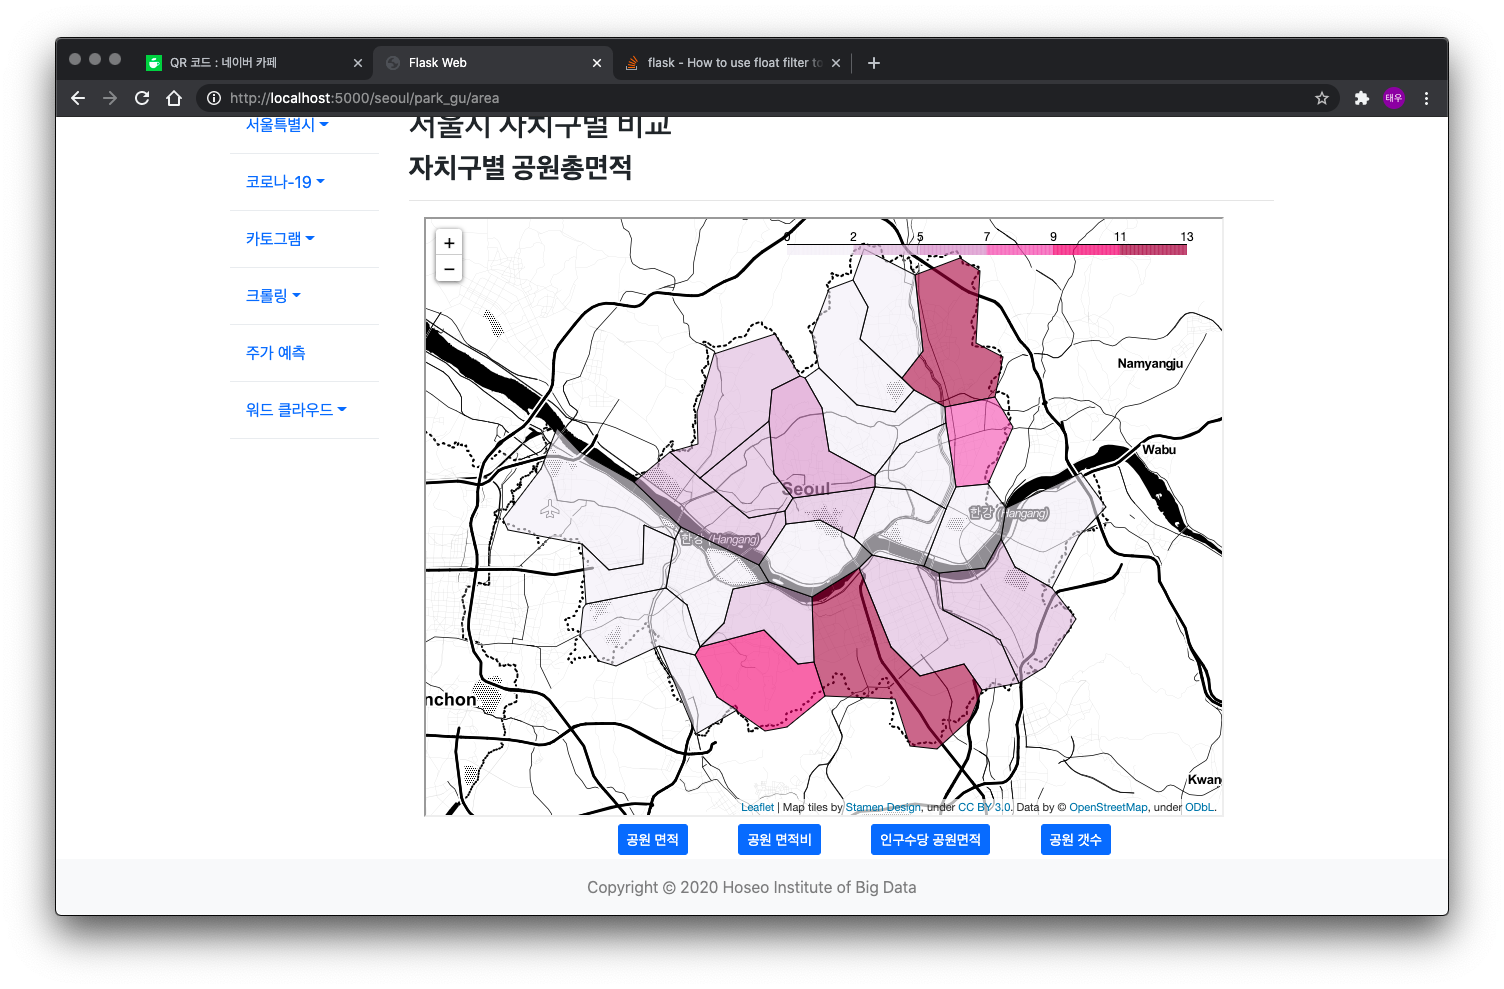 QR 코드 : 네이버 카페
Flask Web
flask - How to use float filter to
http://localhost:5000/seoul/park_gu/area
태우
서울특별시
코로나-19
카토그램
크롤링
주가 예측
워드 클라우드
서울시 자치구별 비교
자치구별 공원총면적
+
−
0 2 5 7 9 11 13
Namyangju
Wabu
Seoul
한강 (Hangang)
한강 (Hangang)
nchon
Kwan
Leaflet | Map tiles by Stamen Design, under CC BY 3.0. Data by © OpenStreetMap, under ODbL.
공원 면적
공원 면적비
인구수당 공원면적
공원 갯수
Copyright © 2020 Hoseo Institute of Big Data